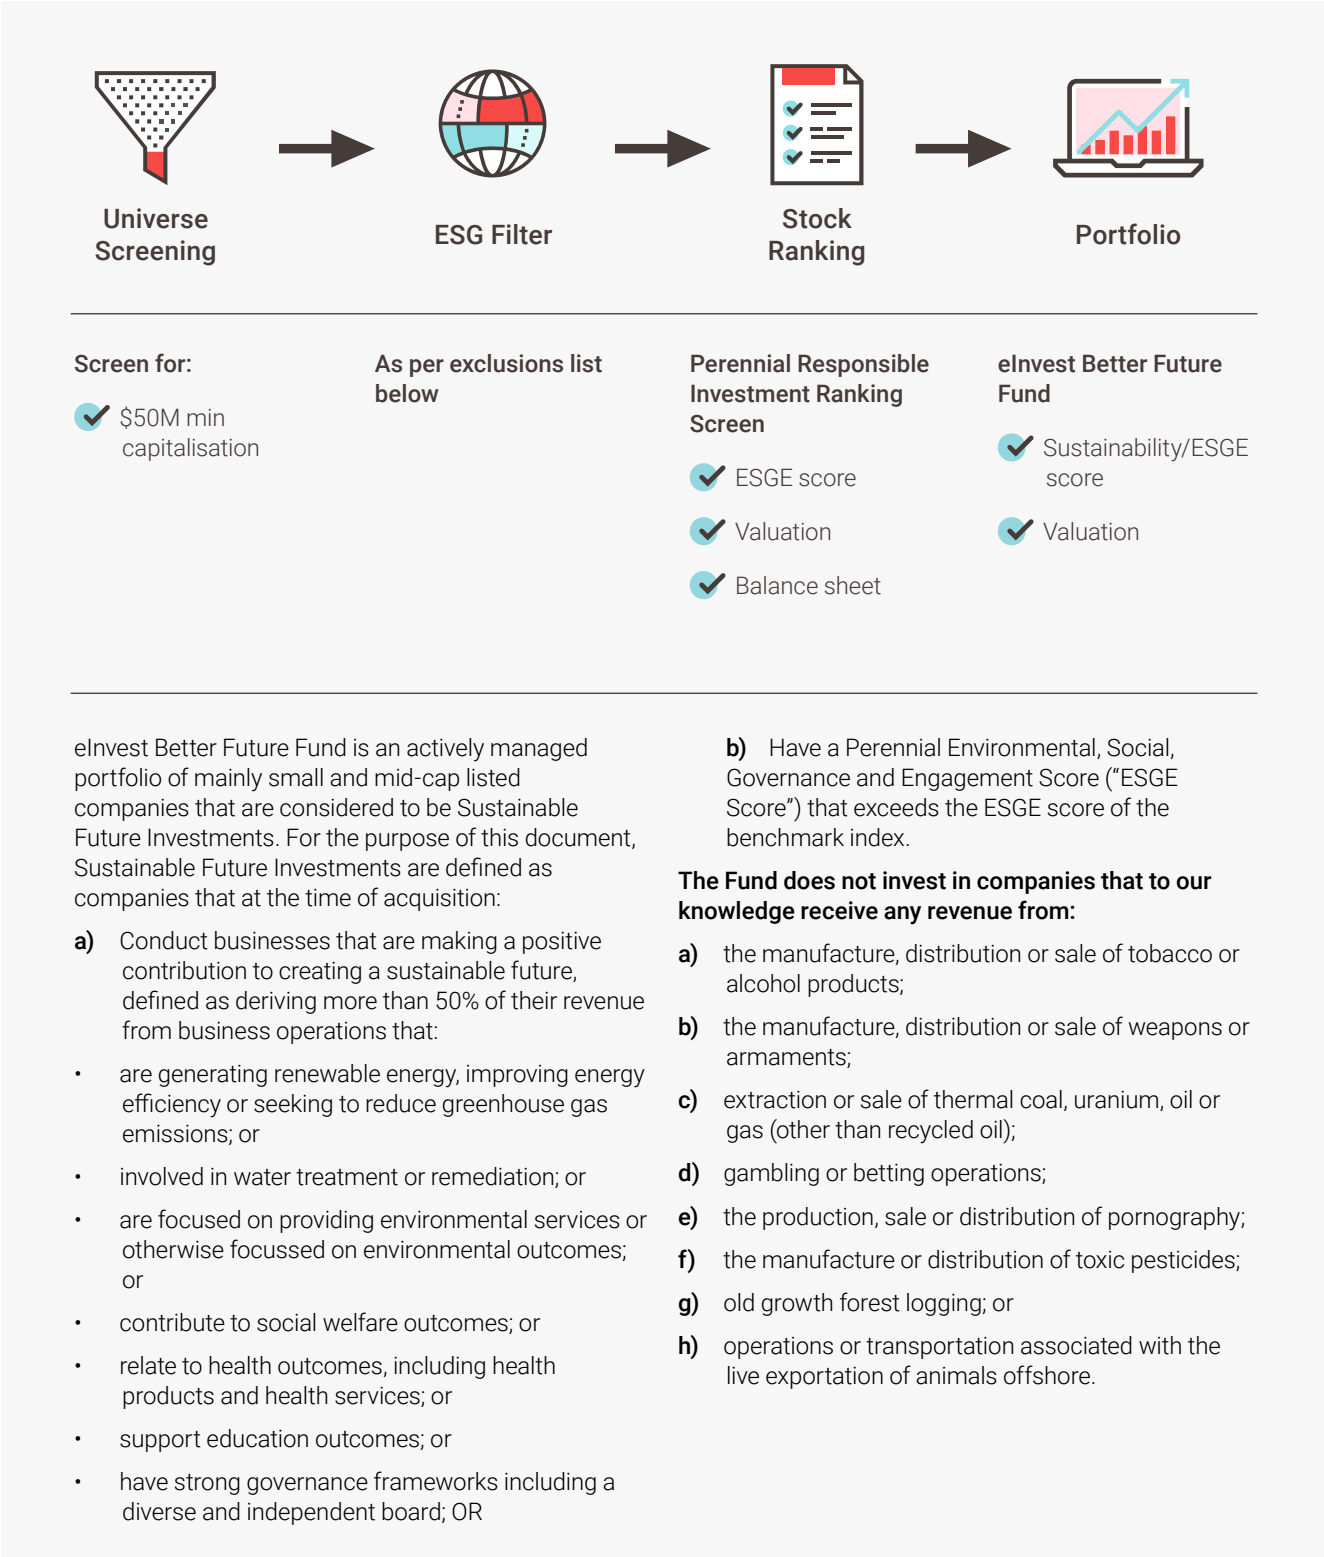 Universe
Screening
ESG Filter
Stock
Ranking
Portfolio
Screen for:
$50M min
capitalisation
As per exclusions list
below
Perennial Responsible
Investment Ranking
Screen
ESGE score
Valuation
Balance sheet
eInvest Better Future
Fund
Sustainability/ESGE
score
Valuation
eInvest Better Future Fund is an actively managed
portfolio of mainly small and mid-cap listed
companies that are considered to be Sustainable
Future Investments. For the purpose of this document,
Sustainable Future Investments are defined as
companies that at the time of acquisition:
a) Conduct businesses that are making a positive
contribution to creating a sustainable future,
defined as deriving more than 50% of their revenue
from business operations that:
• are generating renewable energy, improving energy
efficiency or seeking to reduce greenhouse gas
emissions; or
• involved in water treatment or remediation; or
• are focused on providing environmental services or
otherwise focussed on environmental outcomes;
or
• contribute to social welfare outcomes; or
• relate to health outcomes, including health
products and health services; or
• support education outcomes; or
• have strong governance frameworks including a
diverse and independent board; OR
b) Have a Perennial Environmental, Social,
Governance and Engagement Score (“ESGE
Score”) that exceeds the ESGE score of the
benchmark index.
The Fund does not invest in companies that to our
knowledge receive any revenue from:
a) the manufacture, distribution or sale of tobacco or
alcohol products;
b) the manufacture, distribution or sale of weapons or
armaments;
c) extraction or sale of thermal coal, uranium, oil or
gas (other than recycled oil);
d) gambling or betting operations;
e) the production, sale or distribution of pornography;
f) the manufacture or distribution of toxic pesticides;
g) old growth forest logging; or
h) operations or transportation associated with the
live exportation of animals offshore.